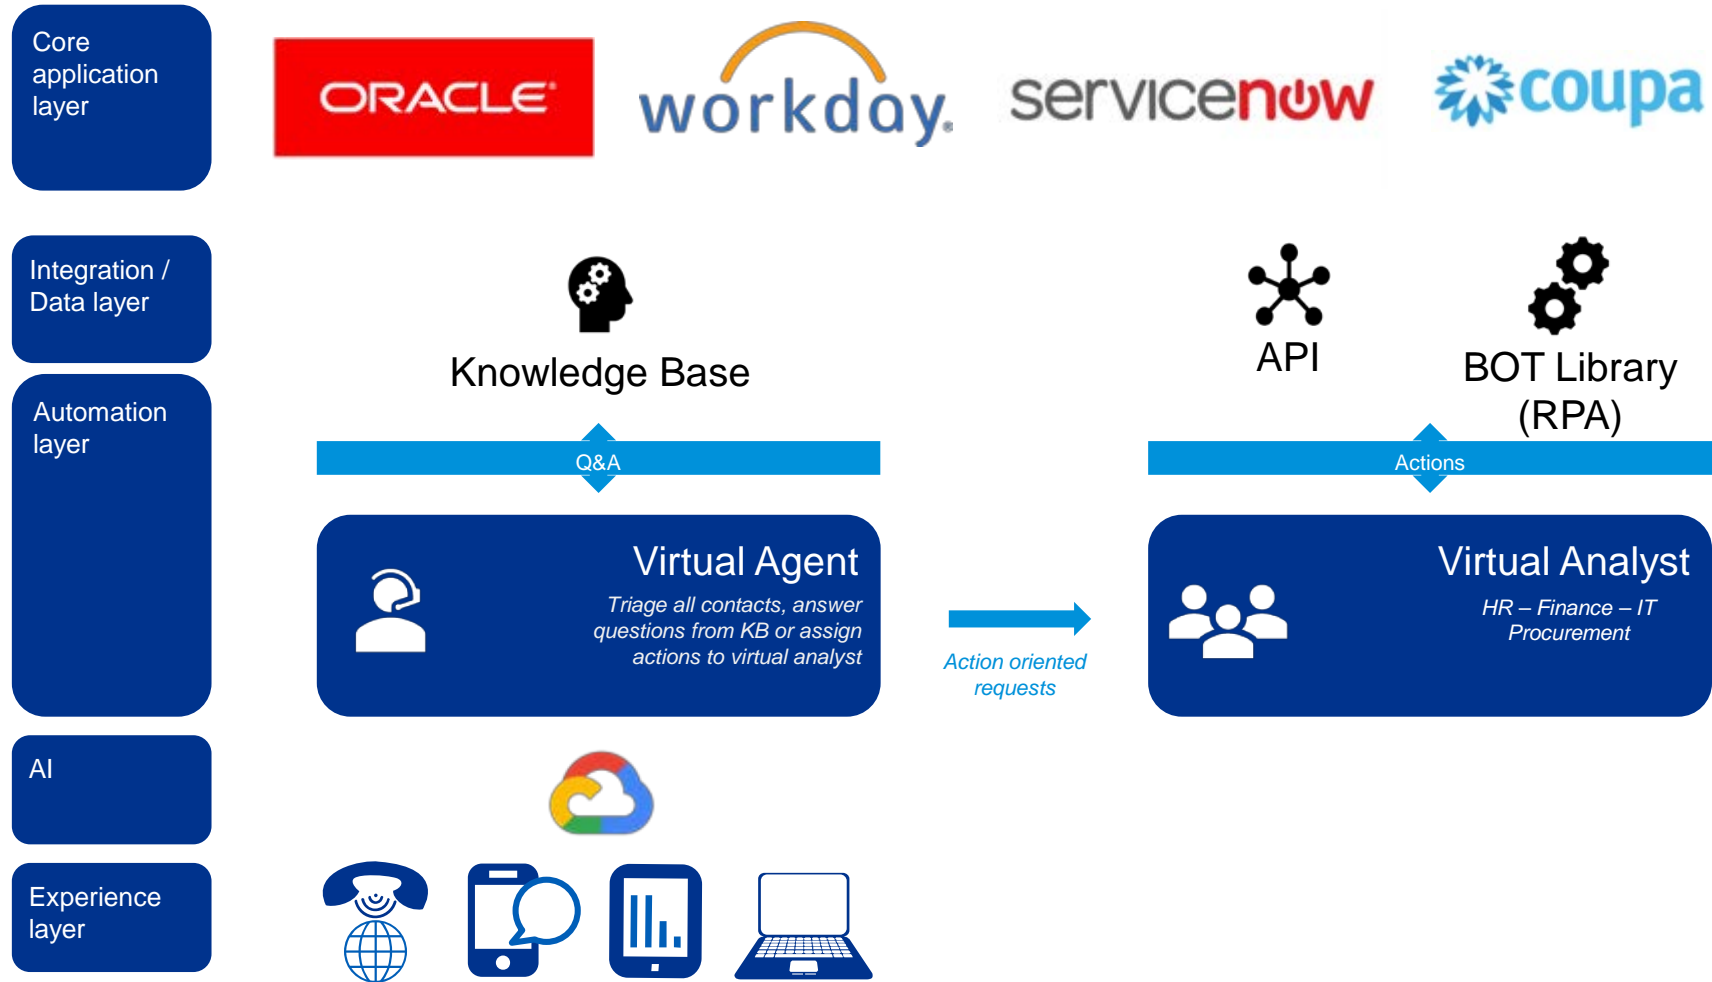 Core
application
layer
ORACLE®
workday®
servicenow
coupa
Integration /
Data layer
Knowledge Base
API
BOT Library
(RPA)
Automation
layer
Q&A
Actions
Virtual Agent
Triage all contacts, answer
questions from KB or assign
actions to virtual analyst
Action oriented
requests
Virtual Analyst
HR – Finance – IT
Procurement
AI
Experience
layer